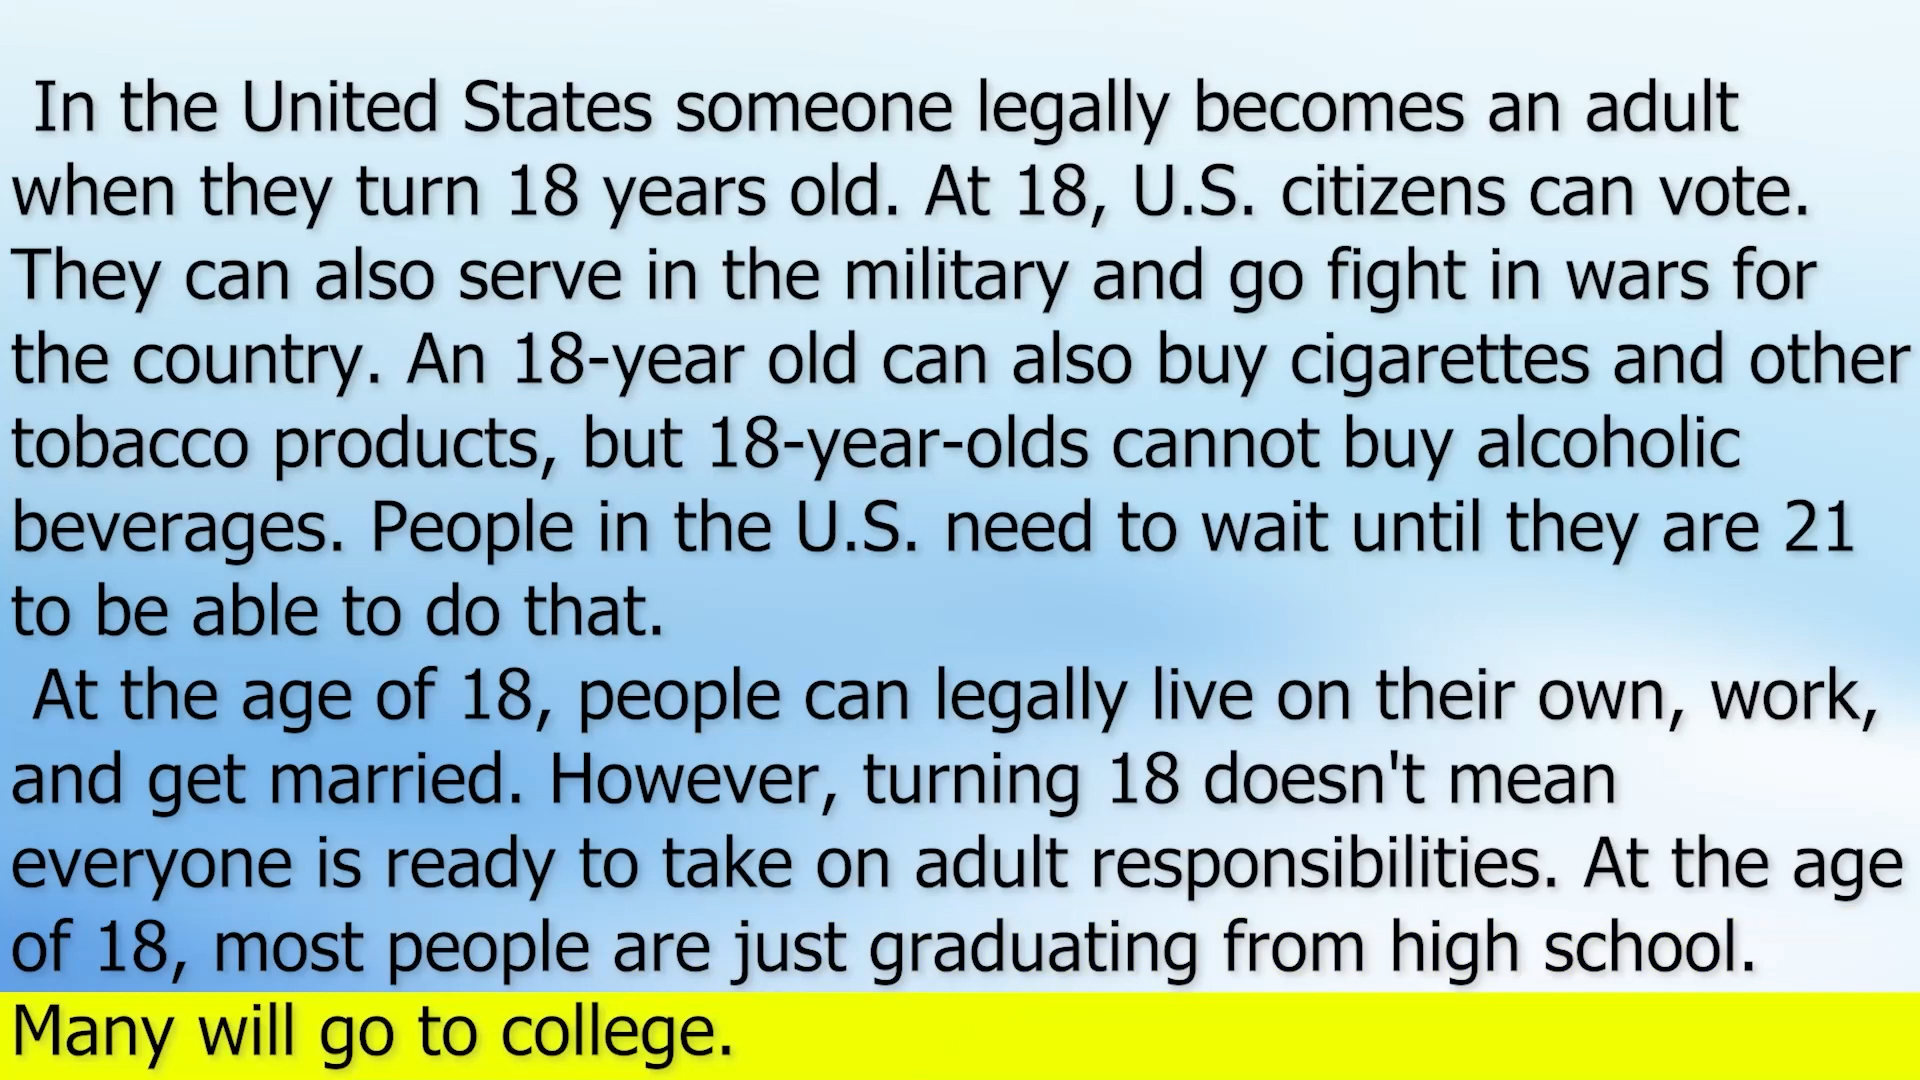 In the United States someone legally becomes an adult
when they turn 18 years old. At 18, U.S. citizens can vote.
They can also serve in the military and go fight in wars for
the country. An 18-year old can also buy cigarettes and other
tobacco products, but 18-year-olds cannot buy alcoholic
beverages. People in the U.S. need to wait until they are 21
to be able to do that.
At the age of 18, people can legally live on their own, work,
and get married. However, turning 18 doesn't mean
everyone is ready to take on adult responsibilities. At the age
of 18, most people are just graduating from high school.
Many will go to college.